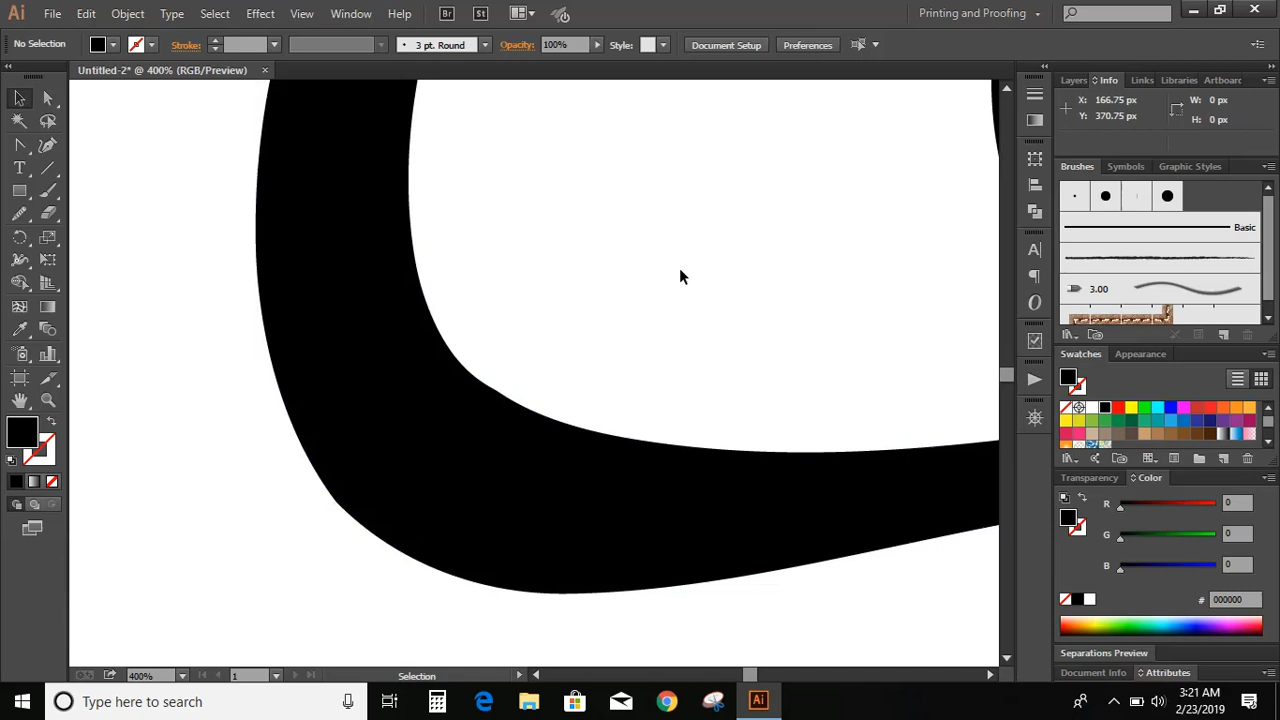 Ai File Edit Object Type Select Effect View Window Help Br St Printing and Proofing
No Selection Stroke: 3 pt. Round Opacity: 100% Style: Document Setup Preferences
Untitled-2* @ 400% (RGB/Preview)
Layers Info Links Libraries Artboarc
X: 166.75 px W: 0 px
Y: 370.75 px H: 0 px
Brushes Symbols Graphic Styles
Basic
3.00
Swatches Appearance
Transparency Color
R 0
G 0
B 0
# 000000
Separations Preview
Document Info Attributes
400% 1 Selection
Type here to search
Ai
3:21 AM
2/23/2019